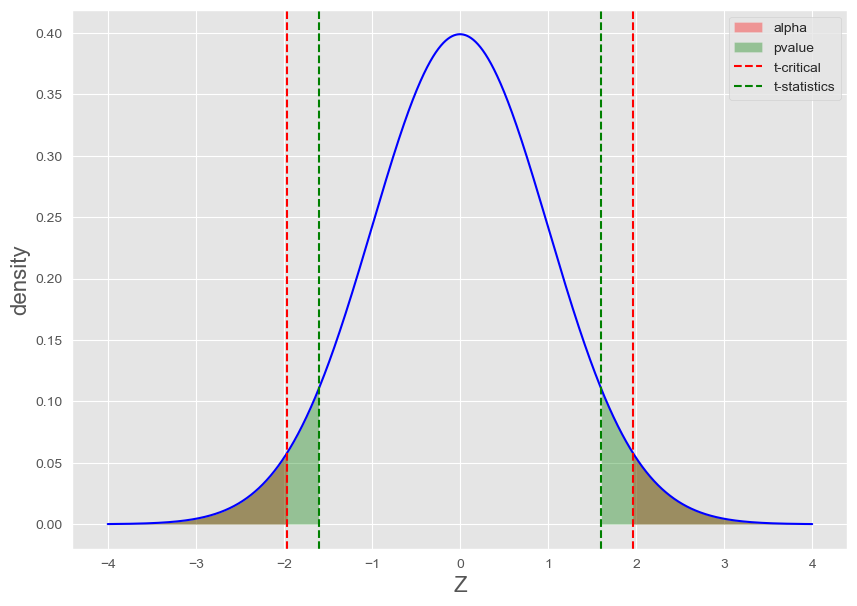 alpha
pvalue
t-critical
t-statistics
0.40
0.35
0.30
0.25
0.20
0.15
0.10
0.05
0.00
density
−4 −3 −2 −1 0 1 2 3 4
Z